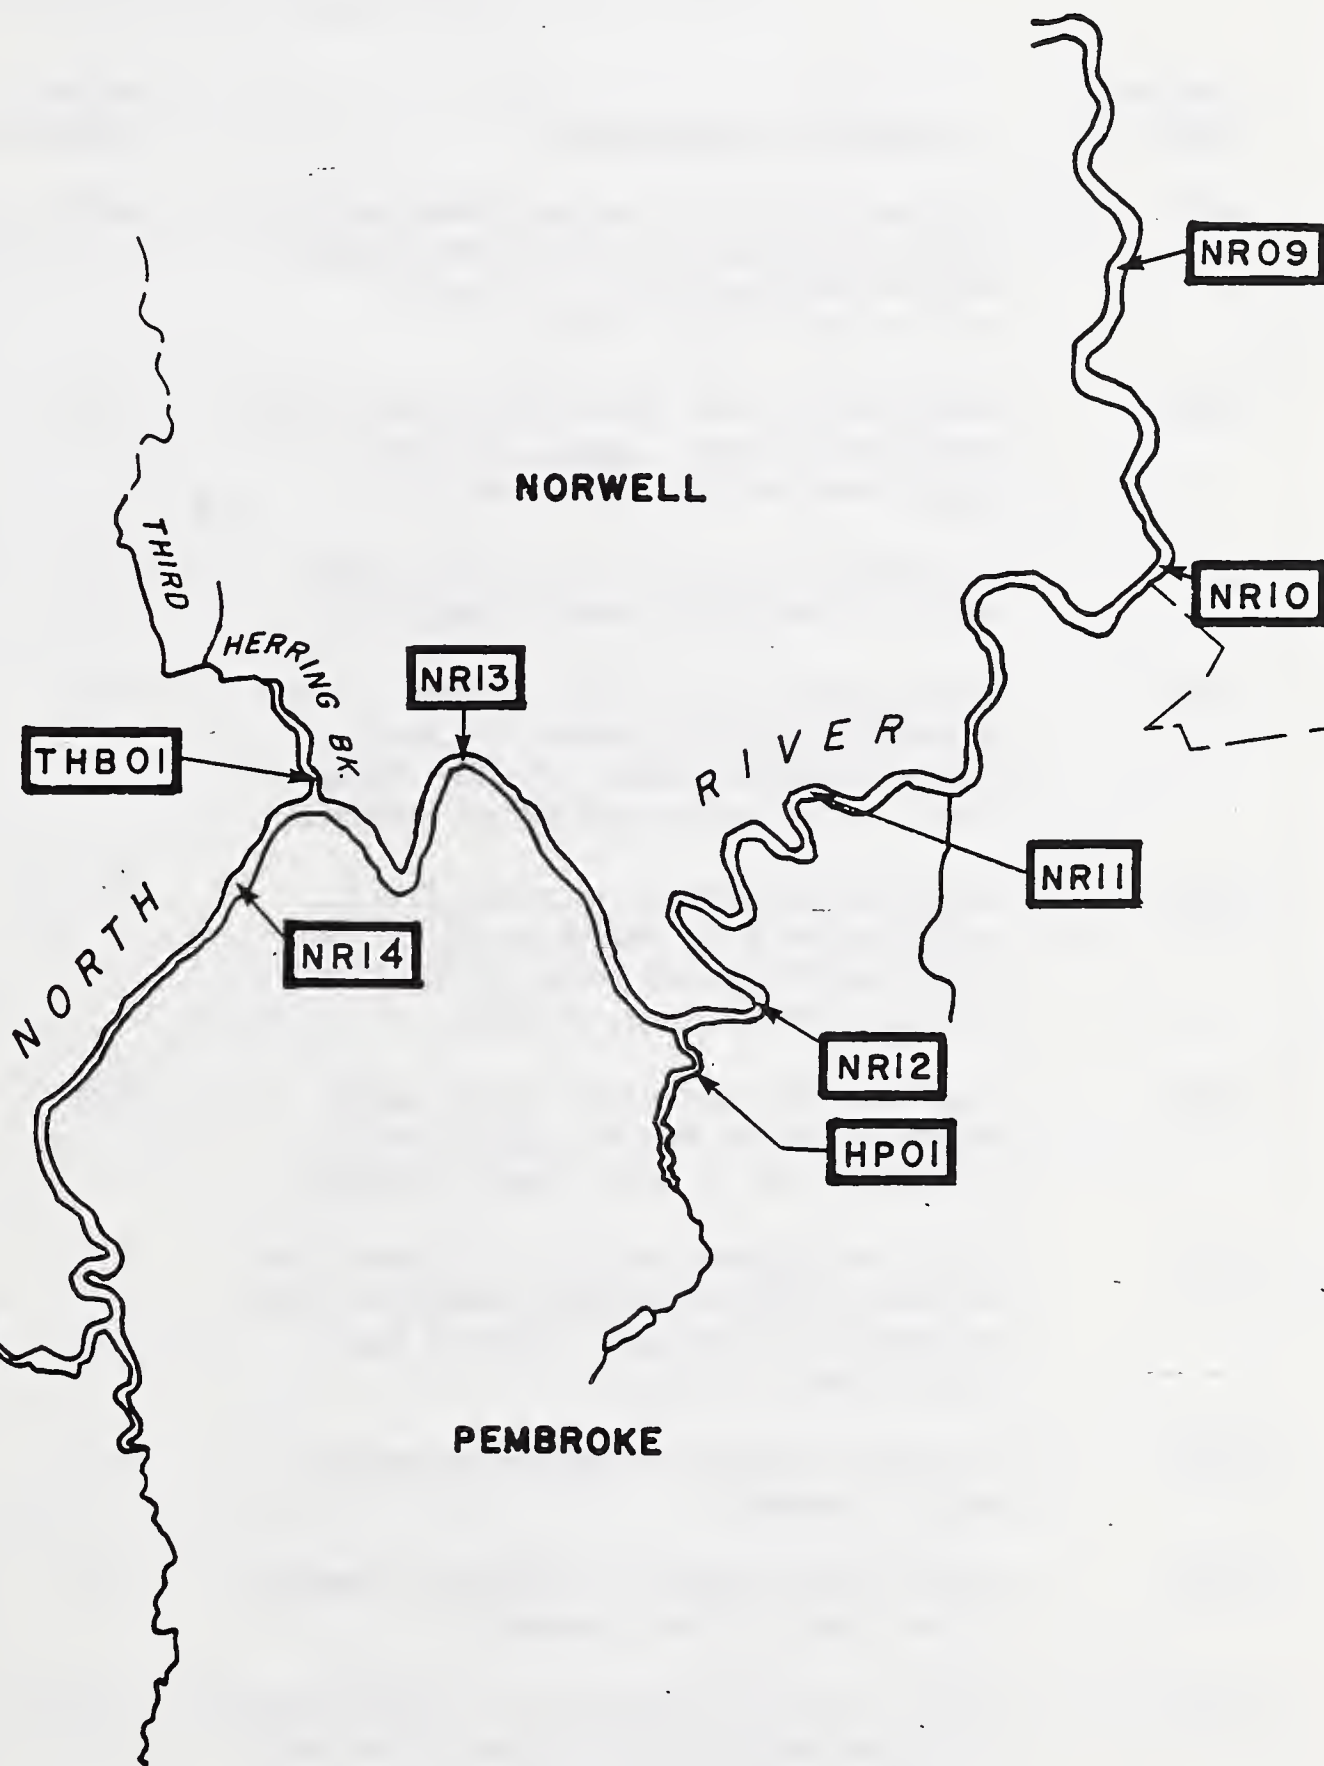 NR09
NORWELL
THIRD
NR10
HERRING BK.
NR13
RIVER
THB01
NR11
NORTH
NR14
NR12
HP01
PEMBROKE